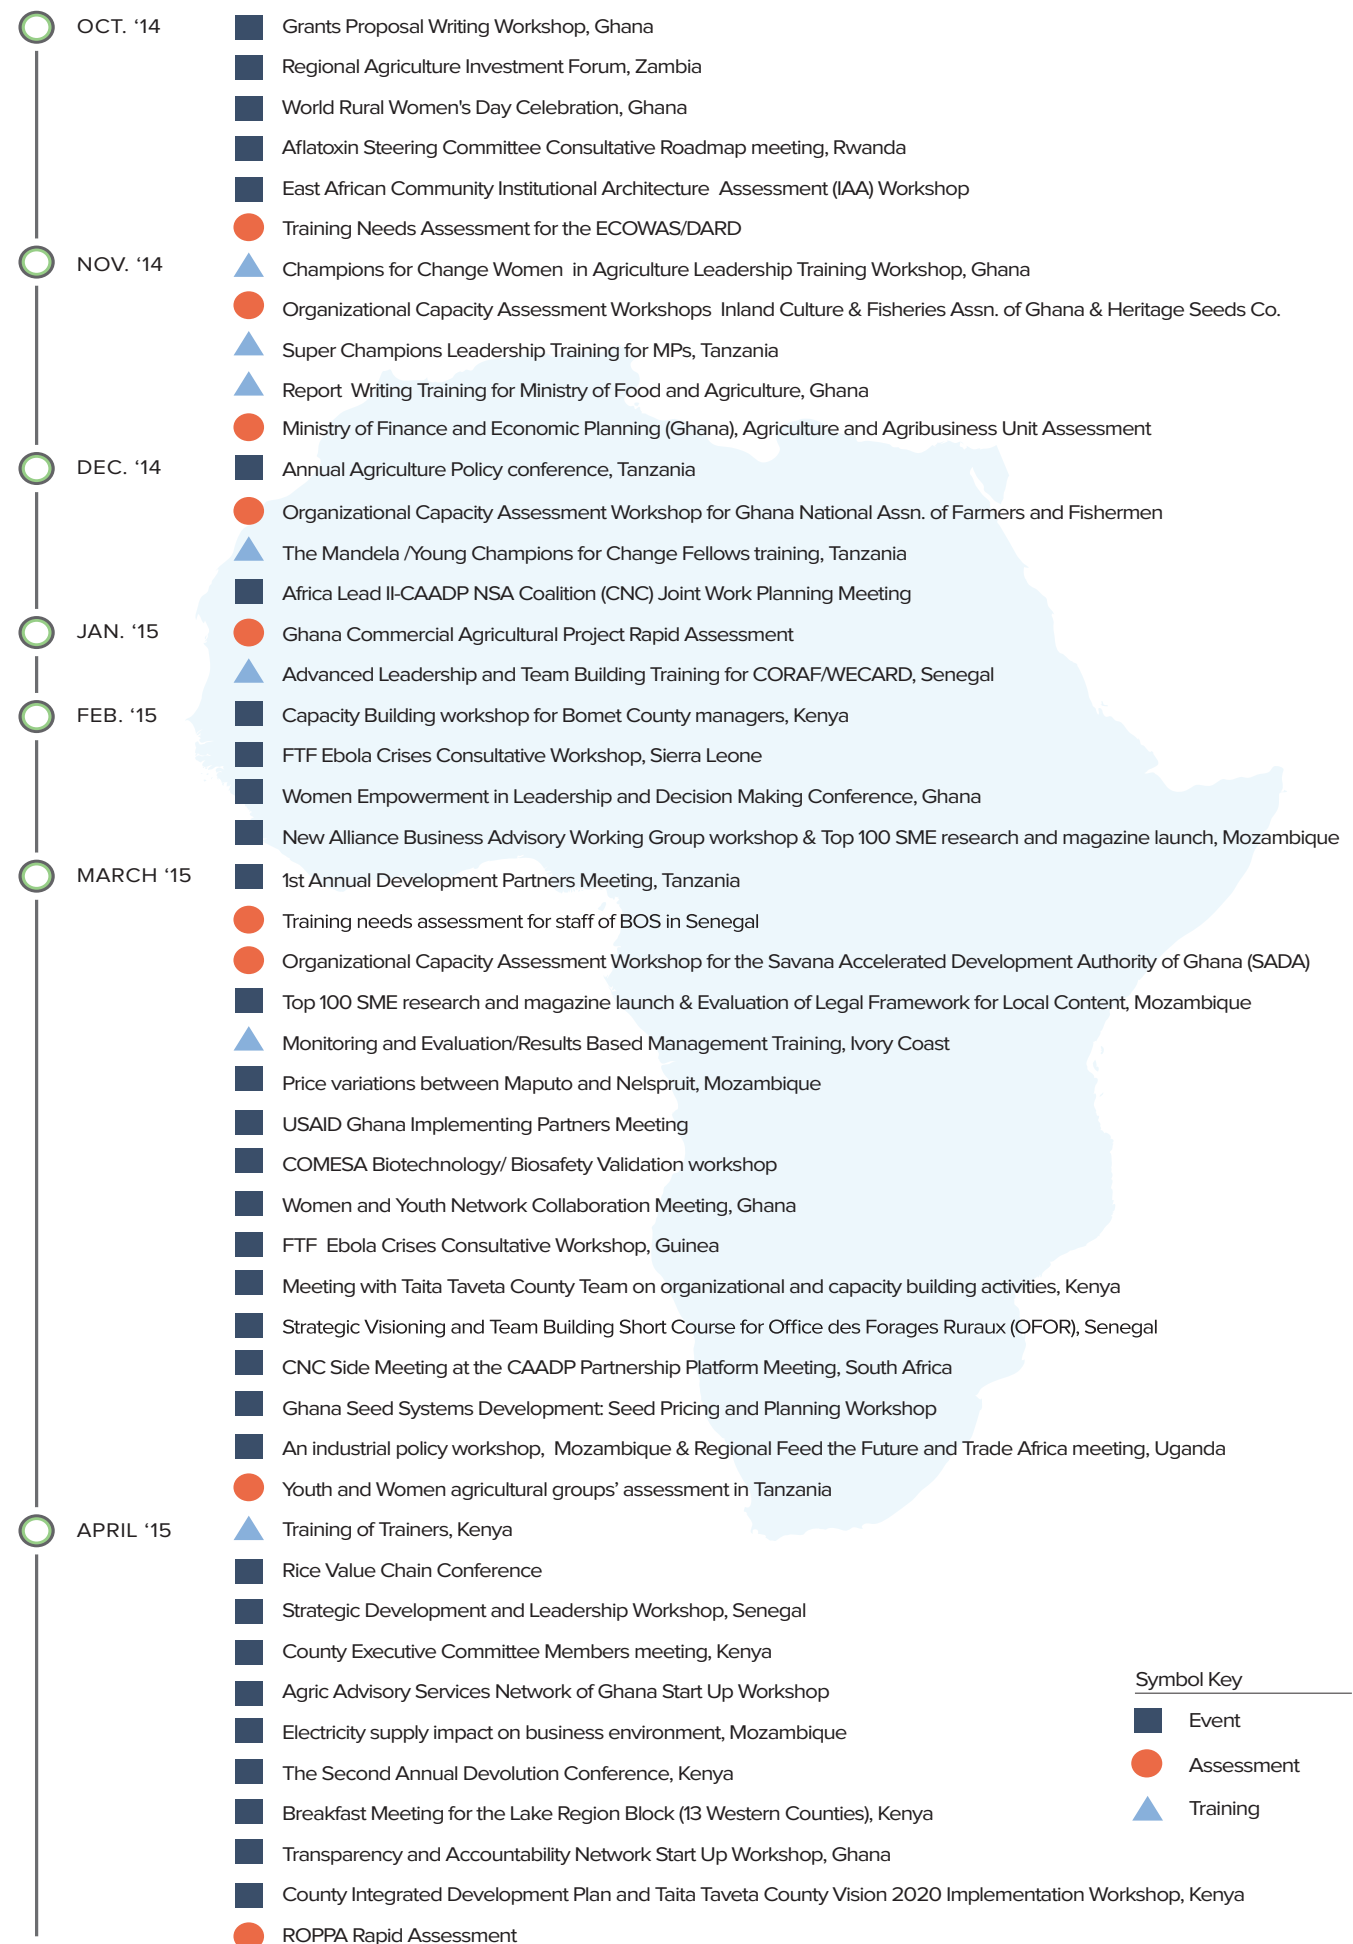 OCT. ‘14
Grants Proposal Writing Workshop, Ghana
Regional Agriculture Investment Forum, Zambia
World Rural Women's Day Celebration, Ghana
Aflatoxin Steering Committee Consultative Roadmap meeting, Rwanda
East African Community Institutional Architecture Assessment (IAA) Workshop
Training Needs Assessment for the ECOWAS/DARD
NOV. ‘14
Champions for Change Women in Agriculture Leadership Training Workshop, Ghana
Organizational Capacity Assessment Workshops Inland Culture & Fisheries Assn. of Ghana & Heritage Seeds Co.
Super Champions Leadership Training for MPs, Tanzania
Report Writing Training for Ministry of Food and Agriculture, Ghana
Ministry of Finance and Economic Planning (Ghana), Agriculture and Agribusiness Unit Assessment
DEC. ‘14
Annual Agriculture Policy conference, Tanzania
Organizational Capacity Assessment Workshop for Ghana National Assn. of Farmers and Fishermen
The Mandela /Young Champions for Change Fellows training, Tanzania
Africa Lead II-CAADP NSA Coalition (CNC) Joint Work Planning Meeting
JAN. ‘15
Ghana Commercial Agricultural Project Rapid Assessment
Advanced Leadership and Team Building Training for CORAF/WECARD, Senegal
FEB. ‘15
Capacity Building workshop for Bomet County managers, Kenya
FTF Ebola Crises Consultative Workshop, Sierra Leone
Women Empowerment in Leadership and Decision Making Conference, Ghana
New Alliance Business Advisory Working Group workshop & Top 100 SME research and magazine launch, Mozambique
MARCH ‘15
1st Annual Development Partners Meeting, Tanzania
Training needs assessment for staff of BOS in Senegal
Organizational Capacity Assessment Workshop for the Savana Accelerated Development Authority of Ghana (SADA)
Top 100 SME research and magazine launch & Evaluation of Legal Framework for Local Content, Mozambique
Monitoring and Evaluation/Results Based Management Training, Ivory Coast
Price variations between Maputo and Nelspruit, Mozambique
USAID Ghana Implementing Partners Meeting
COMESA Biotechnology/ Biosafety Validation workshop
Women and Youth Network Collaboration Meeting, Ghana
FTF Ebola Crises Consultative Workshop, Guinea
Meeting with Taita Taveta County Team on organizational and capacity building activities, Kenya
Strategic Visioning and Team Building Short Course for Office des Forages Ruraux (OFOR), Senegal
CNC Side Meeting at the CAADP Partnership Platform Meeting, South Africa
Ghana Seed Systems Development: Seed Pricing and Planning Workshop
An industrial policy workshop, Mozambique & Regional Feed the Future and Trade Africa meeting, Uganda
Youth and Women agricultural groups’ assessment in Tanzania
APRIL ‘15
Training of Trainers, Kenya
Rice Value Chain Conference
Strategic Development and Leadership Workshop, Senegal
County Executive Committee Members meeting, Kenya
Agric Advisory Services Network of Ghana Start Up Workshop
Electricity supply impact on business environment, Mozambique
The Second Annual Devolution Conference, Kenya
Breakfast Meeting for the Lake Region Block (13 Western Counties), Kenya
Transparency and Accountability Network Start Up Workshop, Ghana
County Integrated Development Plan and Taita Taveta County Vision 2020 Implementation Workshop, Kenya
ROPPA Rapid Assessment
Symbol Key
Event
Assessment
Training